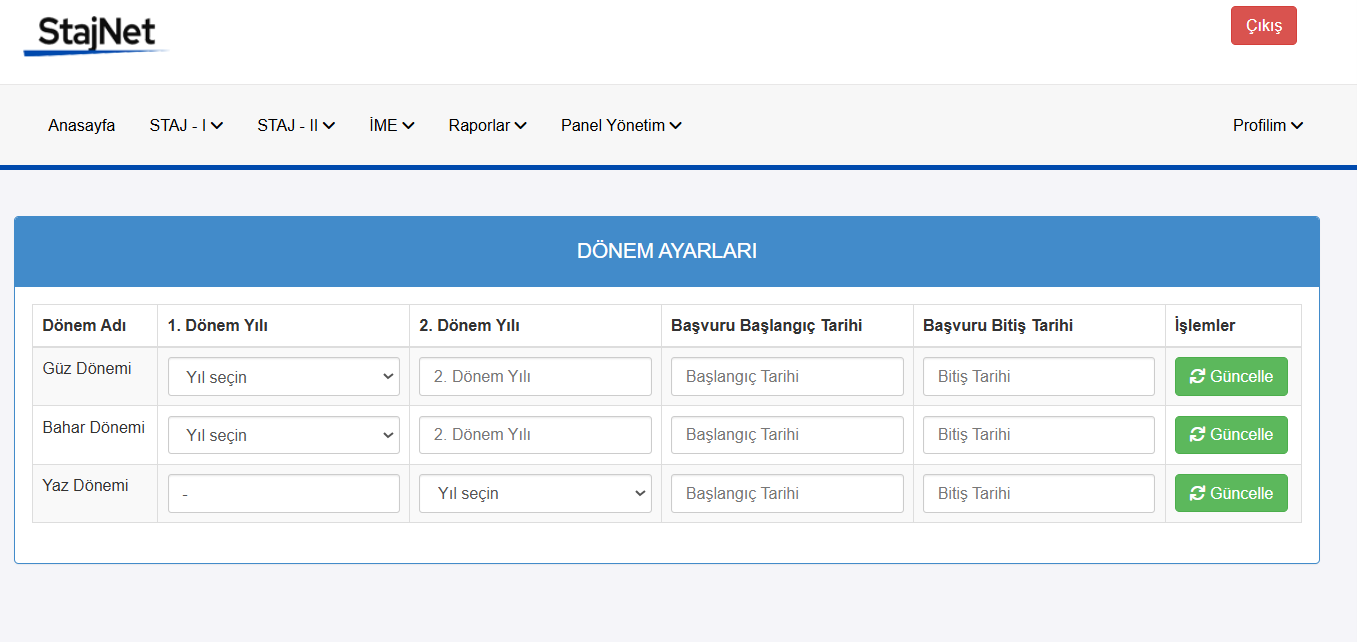 StajNet
Çıkış
Anasayfa STAJ - I STAJ - II İME Raporlar Panel Yönetim Profilim
DÖNEM AYARLARI
Dönem Adı 1. Dönem Yılı 2. Dönem Yılı Başvuru Başlangıç Tarihi Başvuru Bitiş Tarihi İşlemler
Güz Dönemi Yıl seçin 2. Dönem Yılı Başlangıç Tarihi Bitiş Tarihi Güncelle
Bahar Dönemi Yıl seçin 2. Dönem Yılı Başlangıç Tarihi Bitiş Tarihi Güncelle
Yaz Dönemi - Yıl seçin Başlangıç Tarihi Bitiş Tarihi Güncelle